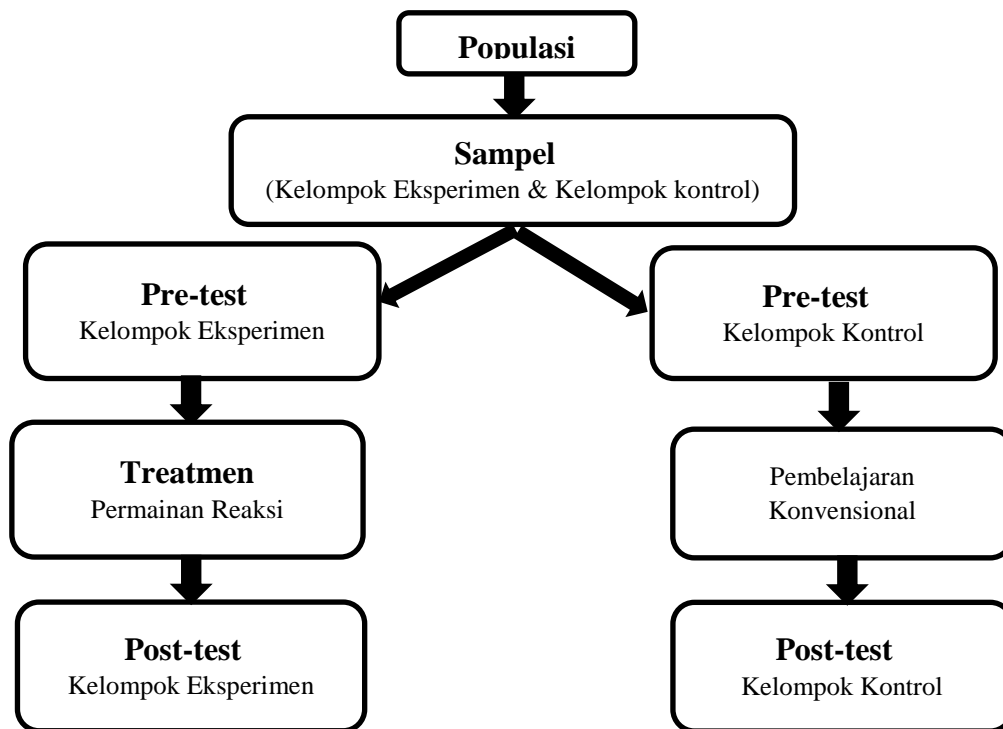 Populasi
Sampel
(Kelompok Eksperimen & Kelompok kontrol)
Pre-test
Kelompok Eksperimen
Pre-test
Kelompok Kontrol
Treatmen
Permainan Reaksi
Pembelajaran
Konvensional
Post-test
Kelompok Eksperimen
Post-test
Kelompok Kontrol